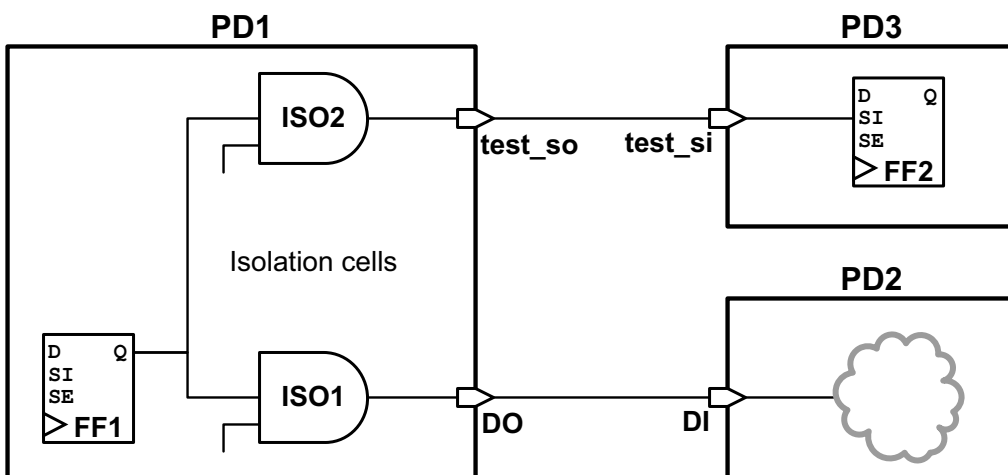 PD1
PD3
ISO2
D Q
SI
SE
FF2
test_so
test_si
Isolation cells
PD2
D Q
SI
SE
FF1
ISO1
DO
DI